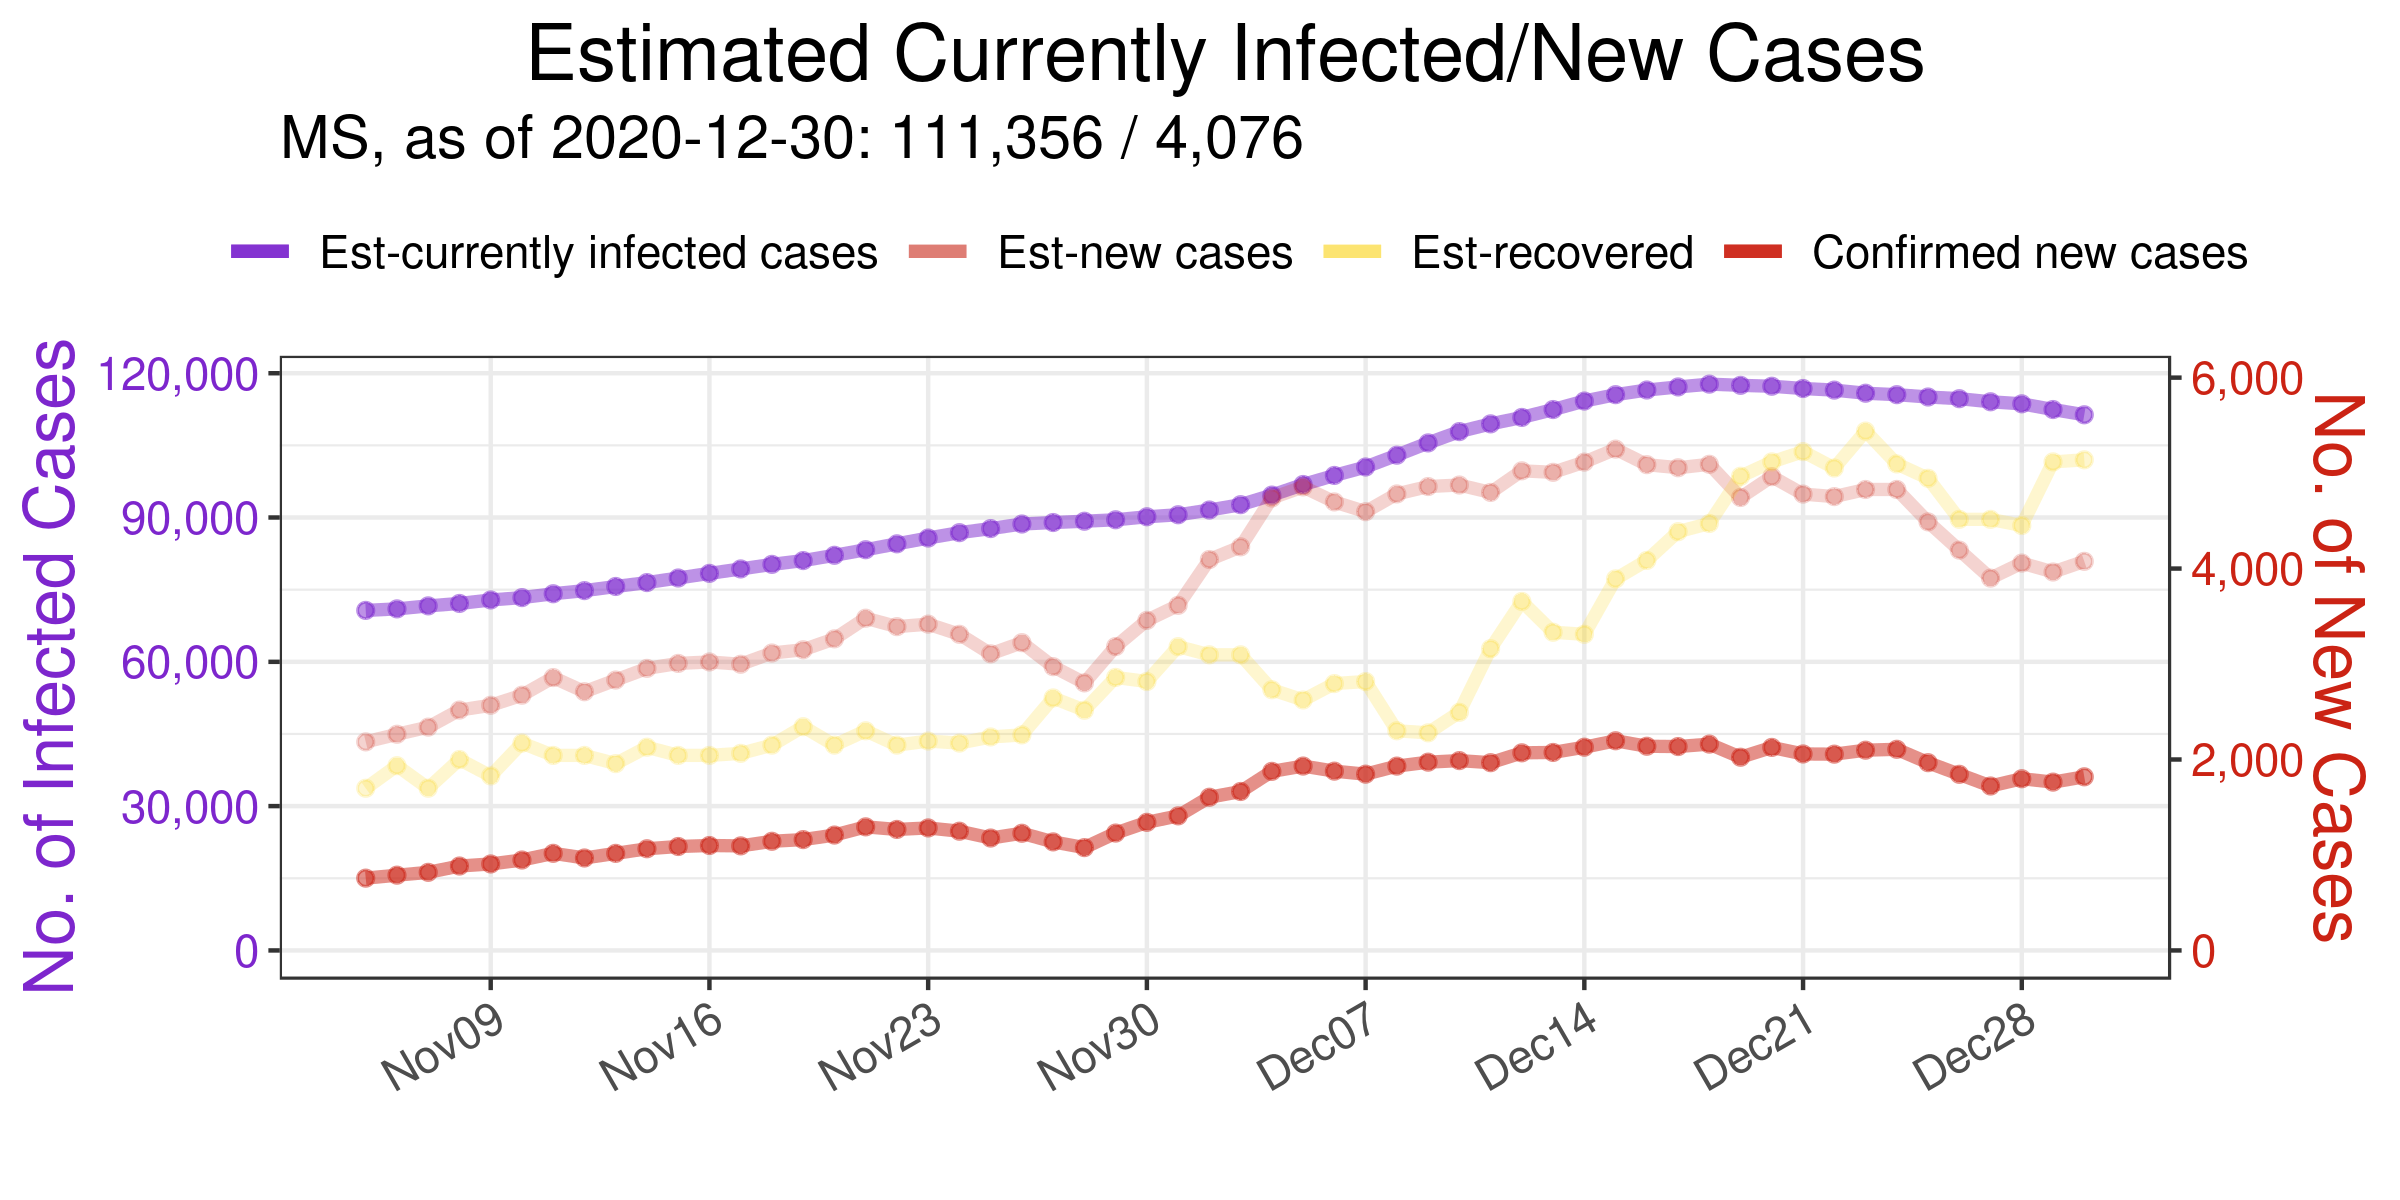 Estimated Currently Infected/New Cases
MS, as of 2020-12-30: 111,356 / 4,076
Est-currently infected cases Est-new cases Est-recovered Confirmed new cases
No. of Infected Cases
120,000
90,000
60,000
30,000
0
6,000
4,000
2,000
0
No. of New Cases
Nov09 Nov16 Nov23 Nov30 Dec07 Dec14 Dec21 Dec28